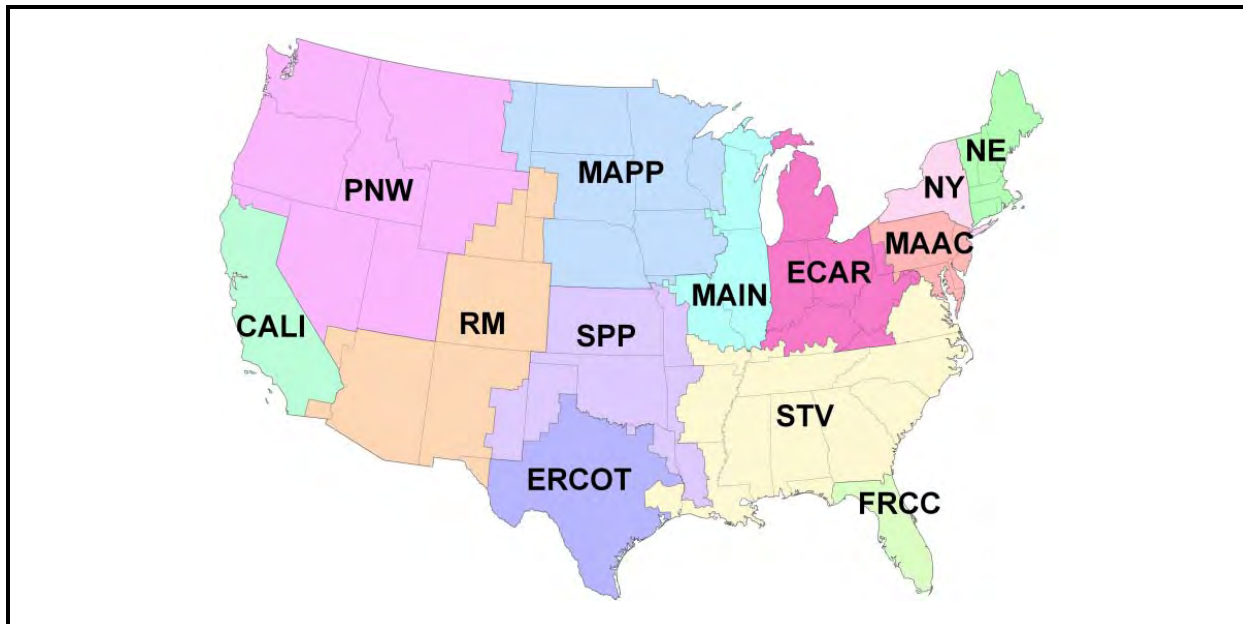 NE
NY
MAPP
PNW
MAAC
ECAR
MAIN
CALI
RM
SPP
STV
ERCOT
FRCC